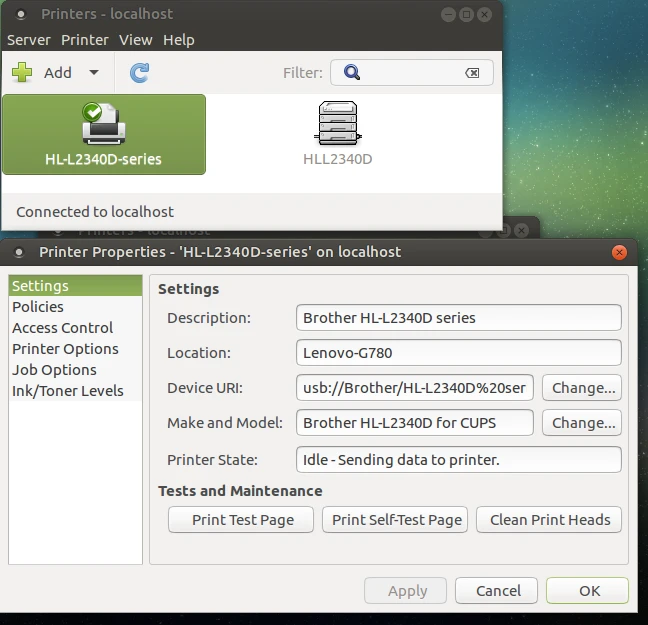 Printers - localhost
Server Printer View Help
Add Filter:
HL-L2340D-series HLL2340D
Connected to localhost
Printers - localhost
Printer Properties - 'HL-L2340D-series' on localhost
Settings
Policies
Access Control
Printer Options
Job Options
Ink/Toner Levels
Settings
Description: Brother HL-L2340D series
Location: Lenovo-G780
Device URI: usb://Brother/HL-L2340D%20ser Change...
Make and Model: Brother HL-L2340D for CUPS Change...
Printer State: Idle - Sending data to printer.
Tests and Maintenance
Print Test Page Print Self-Test Page Clean Print Heads
Apply Cancel OK